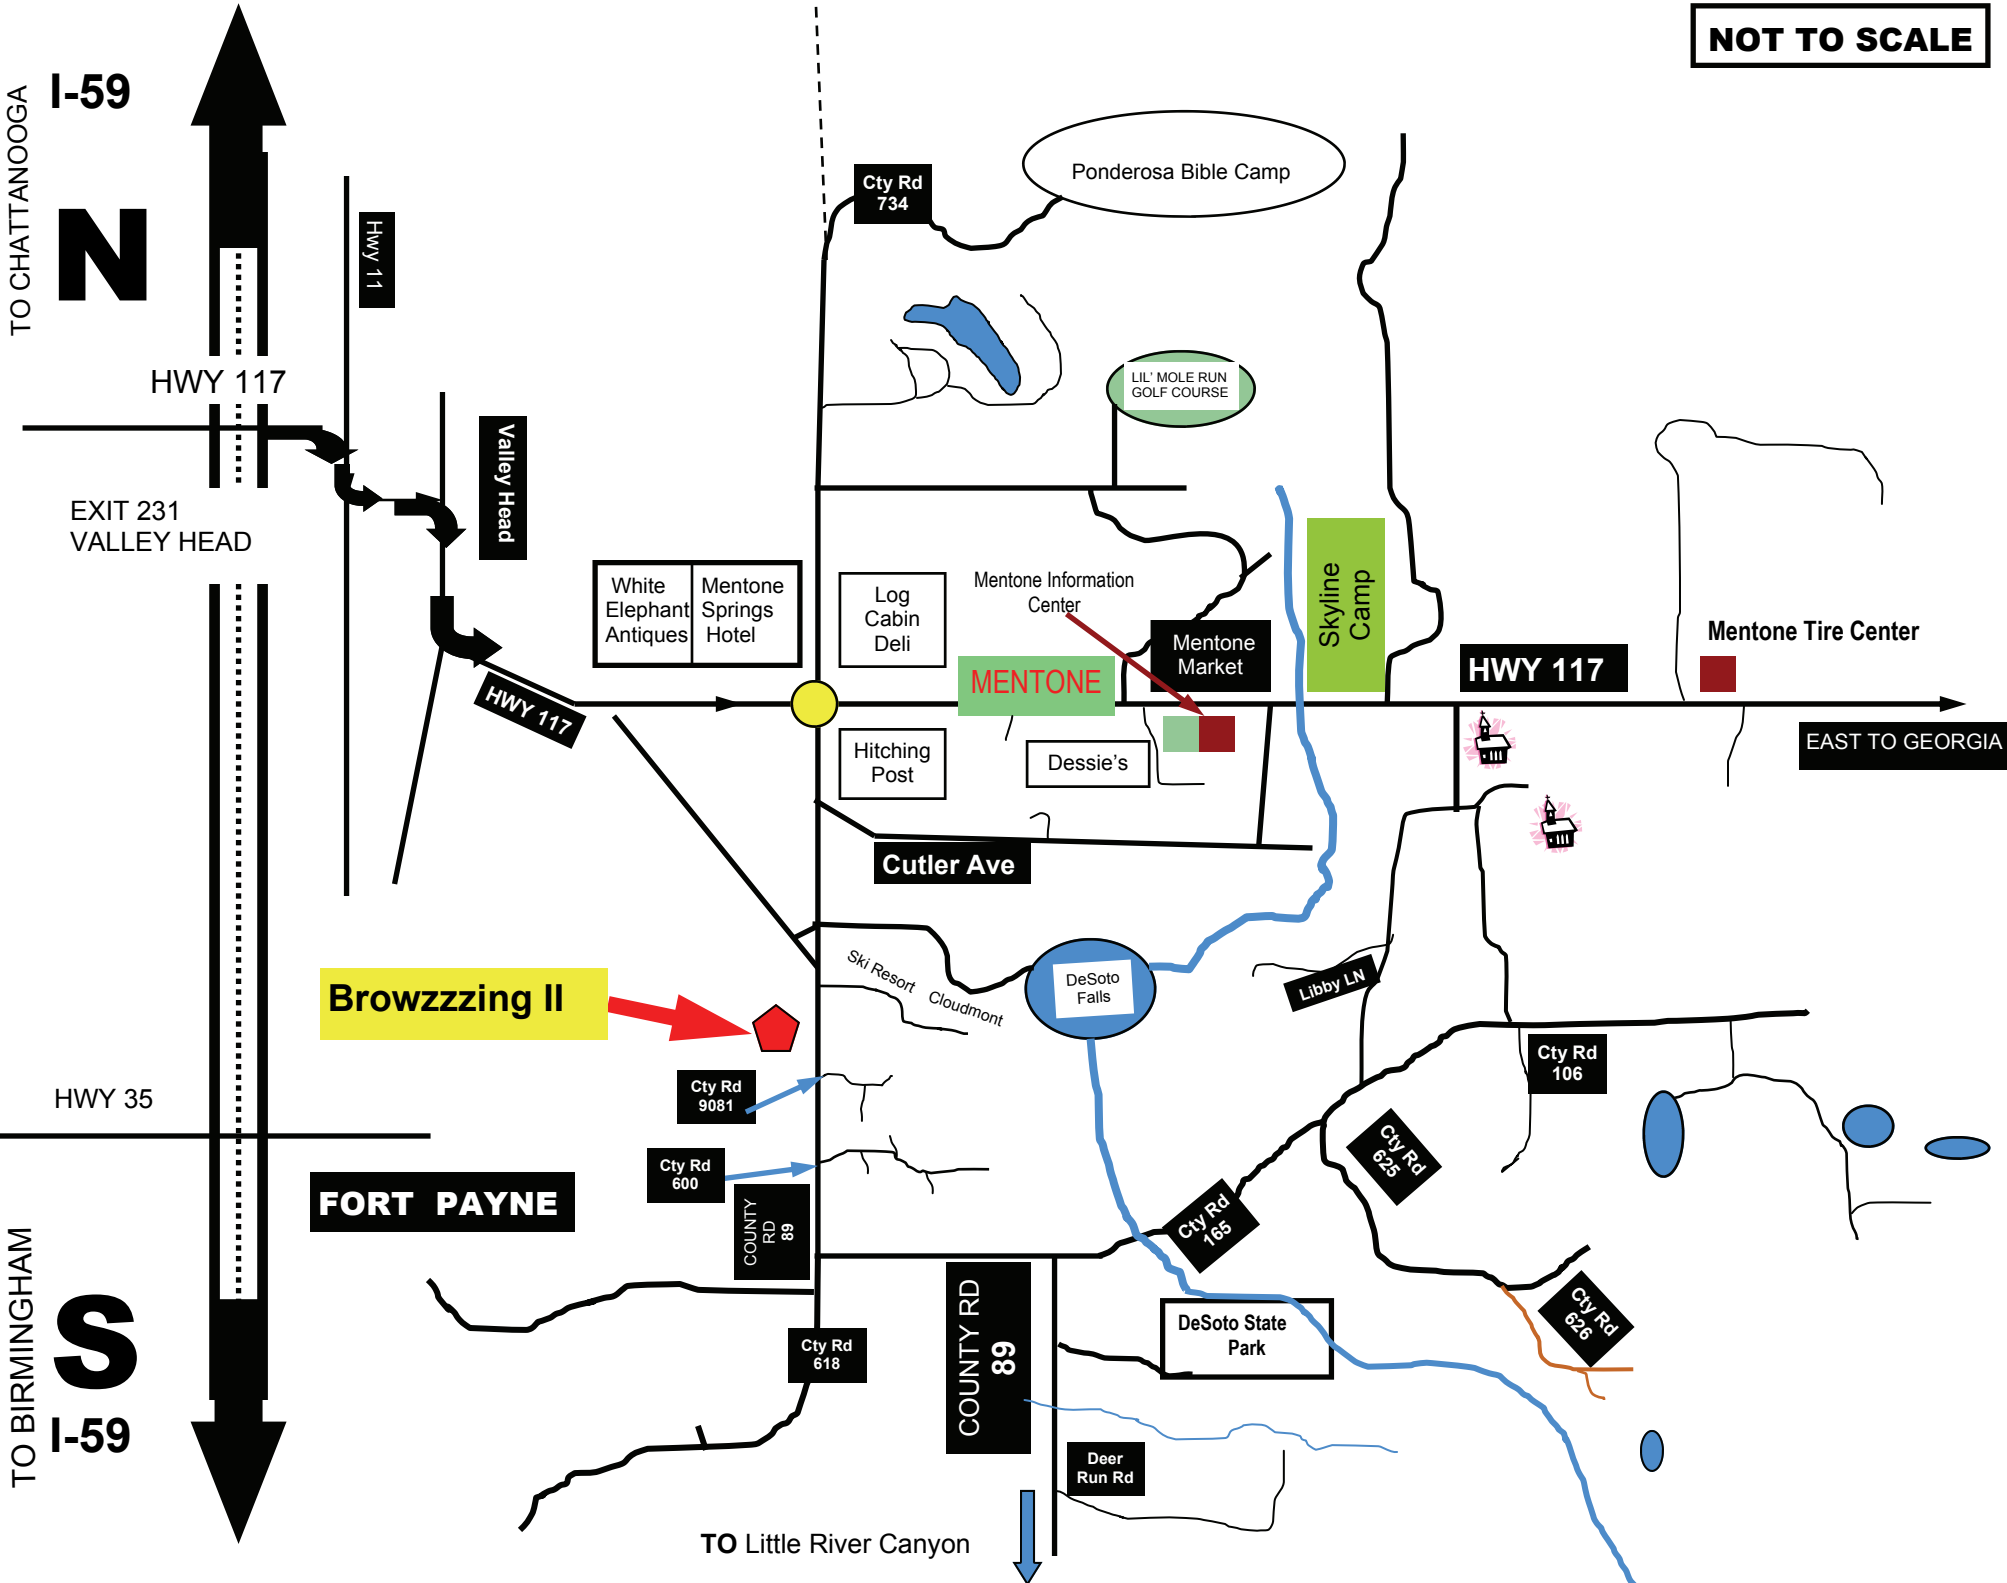 NOT TO SCALE
I-59
TO CHATTANOOGA
N
Hwy 11
HWY 117
EXIT 231
VALLEY HEAD
Valley Head
HWY 117
Cty Rd
734
Ponderosa Bible Camp
LIL' MOLE RUN
GOLF COURSE
White
Elephant
Antiques
Mentone
Springs
Hotel
Log
Cabin
Deli
Mentone Information
Center
MENTONE
Mentone
Market
Skyline
Camp
HWY 117
Mentone Tire Center
EAST TO GEORGIA
Hitching
Post
Dessie's
Cutler Ave
Ski Resort Cloudmont
DeSoto
Falls
Libby LN
Browzzzing II
Cty Rd
106
Cty Rd
9081
HWY 35
Cty Rd
600
FORT PAYNE
COUNTY
RD
89
Cty Rd
625
Cty Rd
165
Cty Rd
626
TO BIRMINGHAM
S
I-59
Cty Rd
618
COUNTY RD
89
DeSoto State
Park
Deer
Run Rd
TO Little River Canyon